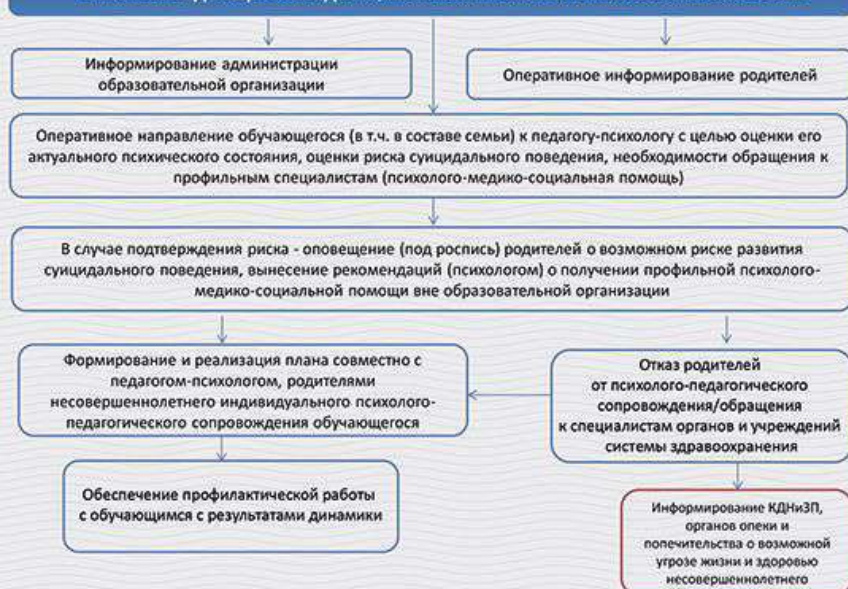 Информирование администрации
образовательной организации
Оперативное информирование родителей
Оперативное направление обучающегося (в т.ч. в составе семьи) к педагогу-психологу с целью оценки его
актуального психического состояния, оценки риска суицидального поведения, необходимости обращения к
профильным специалистам (психолого-медико-социальная помощь)
В случае подтверждения риска - оповещение (под роспись) родителей о возможном риске развития
суицидального поведения, вынесение рекомендаций (психологом) о получении профильной психолого-
медико-социальной помощи вне образовательной организации
Формирование и реализация плана совместно с
педагогом-психологом, родителями
несовершеннолетнего индивидуального психолого-
педагогического сопровождения обучающегося
Отказ родителей
от психолого-педагогического
сопровождения/обращения
к специалистам органов и учреждений
системы здравоохранения
Обеспечение профилактической работы
с обучающимся с результатами динамики
Информирование КДНиЗП,
органов опеки и
попечительства о возможной
угрозе жизни и здоровью
несовершеннолетнего